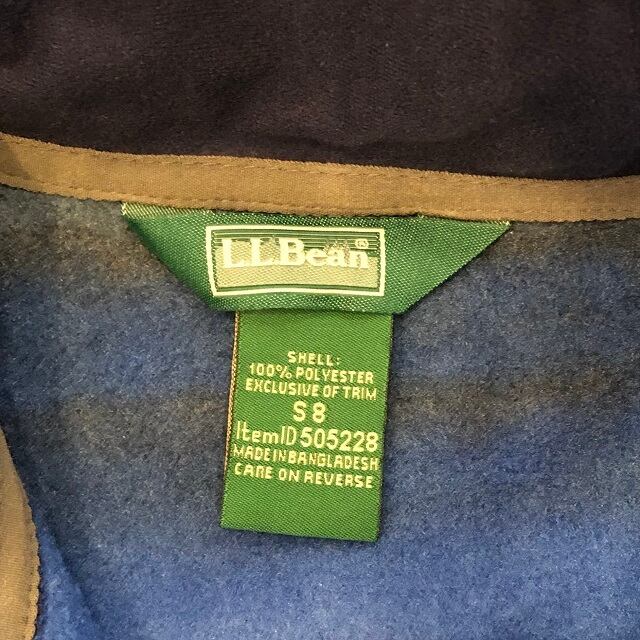 L.L.Bean®
SHELL:
100% POLYESTER
EXCLUSIVE OF TRIM
S 8
ItemID 505228
MADE IN BANGLADESH
CARE ON REVERSE